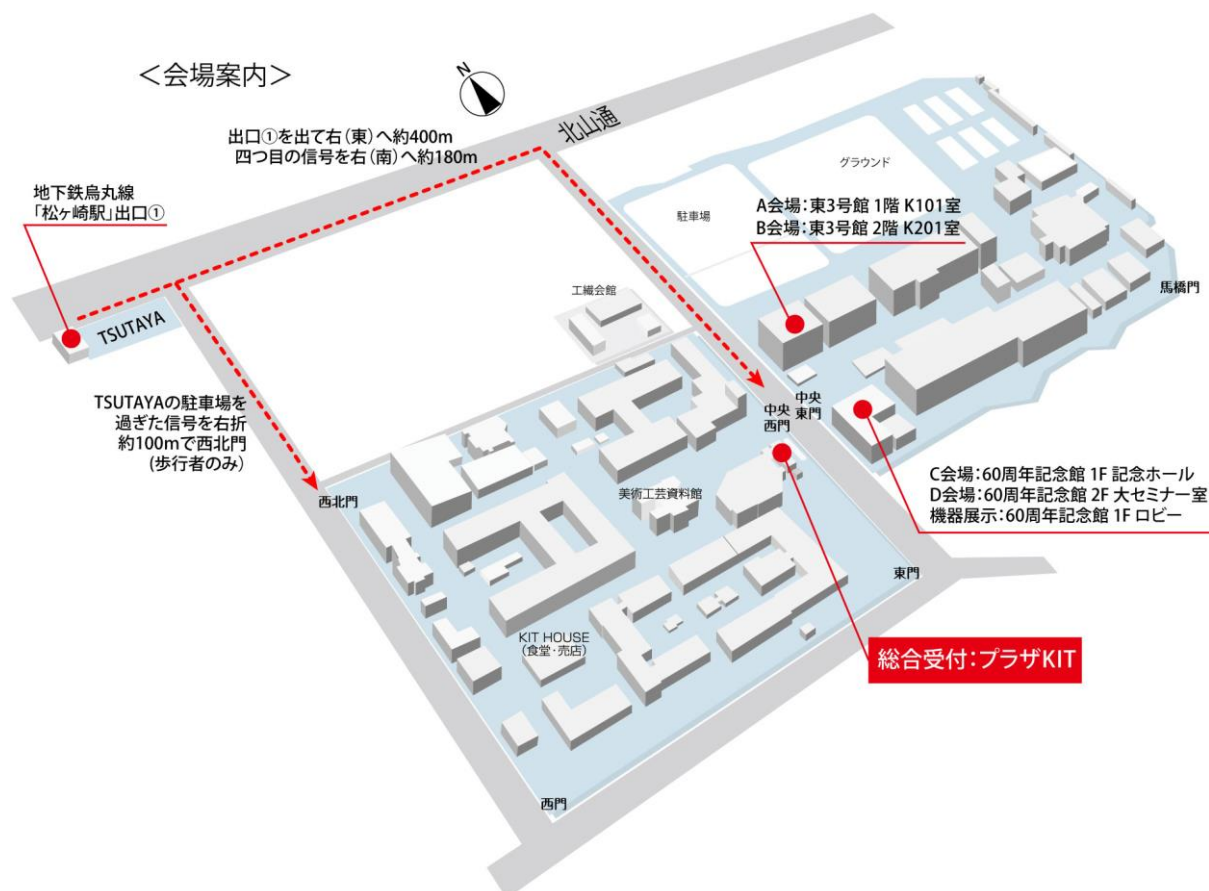 ＜会場案内＞
N
北山通
出口①を出て右（東）へ約400m
四つ目の信号を右（南）へ約180m
地下鉄烏丸線
「松ヶ崎駅」出口①
TSUTAYA
TSUTAYAの駐車場を
過ぎた信号を右折
約100mで西北門
（歩行者のみ）
グラウンド
駐車場
A会場：東3号館 1階 K101室
B会場：東3号館 2階 K201室
工繊会館
馬橋門
中央
東門
中央
西門
C会場：60周年記念館 1F 記念ホール
D会場：60周年記念館 2F 大セミナー室
機器展示：60周年記念館 1F ロビー
西北門
美術工芸資料館
東門
KIT HOUSE
（食堂・売店）
総合受付：プラザKIT
西門